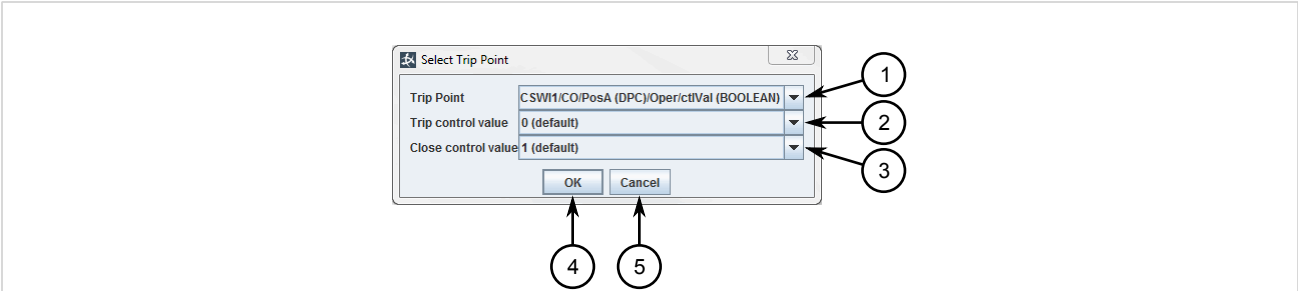 Select Trip Point
Trip Point CSWI1/CO/PosA (DPC)/Oper/ctlVal (BOOLEAN) 1
Trip control value 0 (default) 2
Close control value 1 (default) 3
OK Cancel
4 5